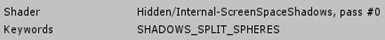 Shader Hidden/Internal-ScreenSpaceShadows, pass #0
Keywords SHADOWS_SPLIT_SPHERES